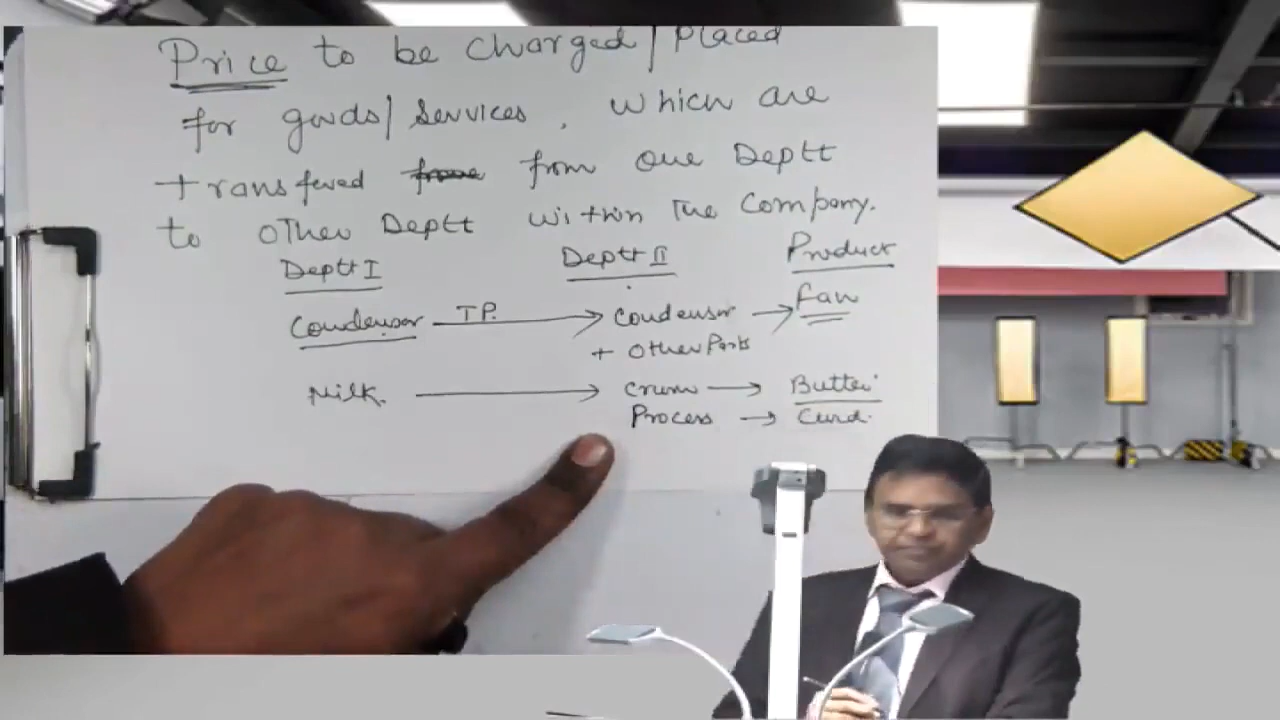 Price to be charged/Placed
for goods/services, which are
transfered from one Deptt
to other Deptt within the company.
Deptt I Deptt II Product
Condensor T.P. Condensor Fan
+ other Parts
Milk. Crem Butter
Process Curd.